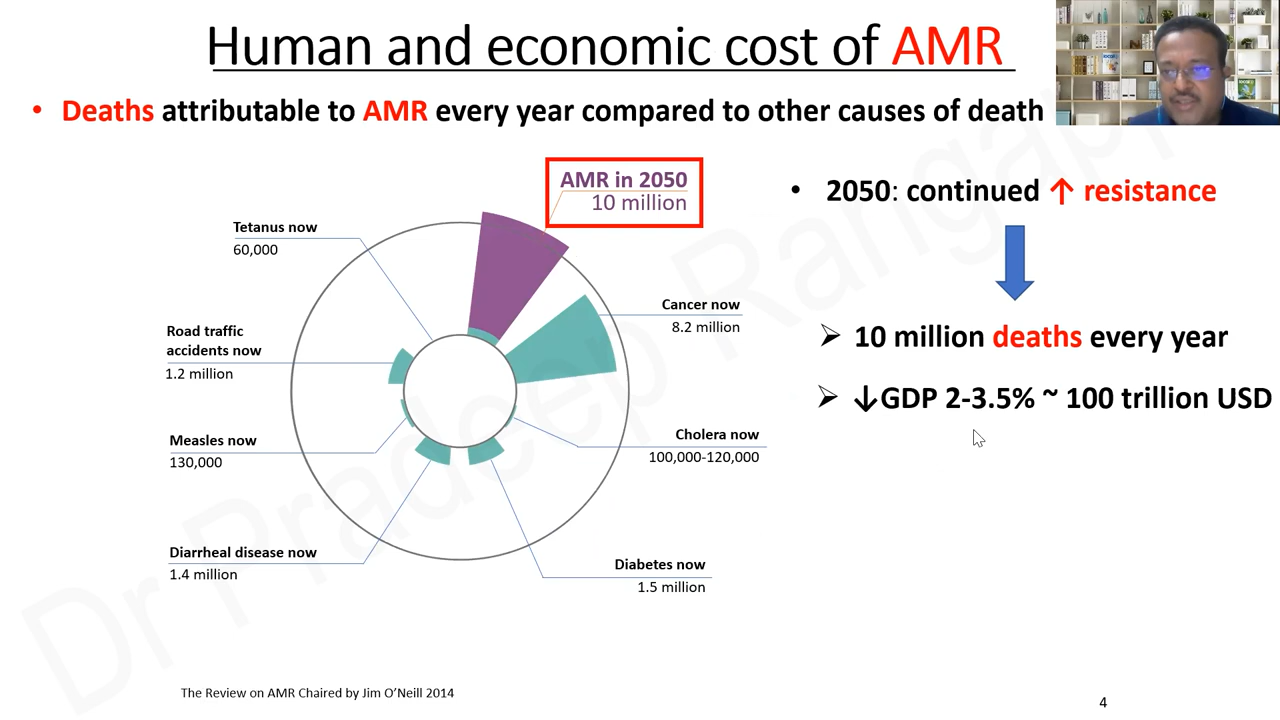 Human and economic cost of AMR
• Deaths attributable to AMR every year compared to other causes of death
AMR in 2050
10 million
Tetanus now
60,000
Cancer now
8.2 million
Road traffic
accidents now
1.2 million
Cholera now
100,000-120,000
Measles now
130,000
Diarrheal disease now
1.4 million
Diabetes now
1.5 million
• 2050: continued ↑ resistance
➢ 10 million deaths every year
➢ ↓GDP 2-3.5% ~ 100 trillion USD
The Review on AMR Chaired by Jim O’Neill 2014
4